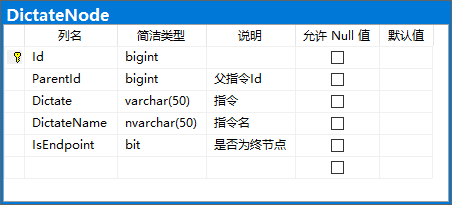 DictateNode
列名 简洁类型 说明 允许 Null 值 默认值
Id bigint
ParentId bigint 父指令Id
Dictate varchar(50) 指令
DictateName nvarchar(50) 指令名
IsEndpoint bit 是否为终节点